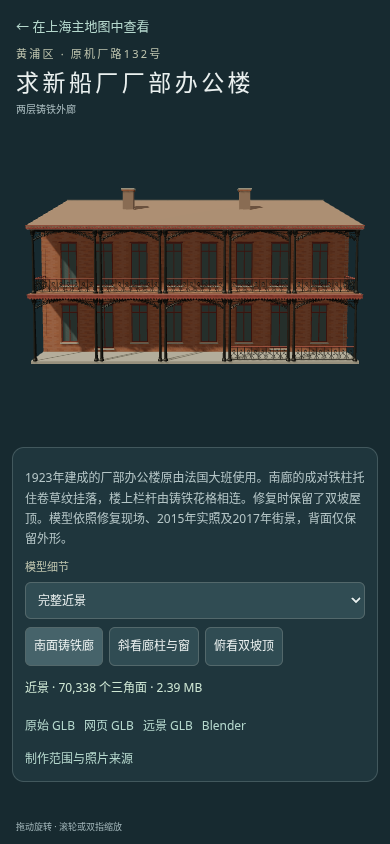 ← 在上海主地图中查看
黄浦区 · 原机厂路132号
求新船厂厂部办公楼
两层铸铁外廊
1923年建成的厂部办公楼原由法国大班使用。南廊的成对铁柱托
住卷草纹挂落，楼上栏杆由铸铁花格相连。修复时保留了双坡屋
顶。模型依照修复现场、2015年实照及2017年街景，背面仅保
留外形。
模型细节
完整近景
南面铸铁廊 斜看廊柱与窗 俯看双坡顶
近景 · 70,338 个三角面 · 2.39 MB
原始 GLB 网页 GLB 远景 GLB Blender
制作范围与照片来源
拖动旋转 · 滚轮或双指缩放